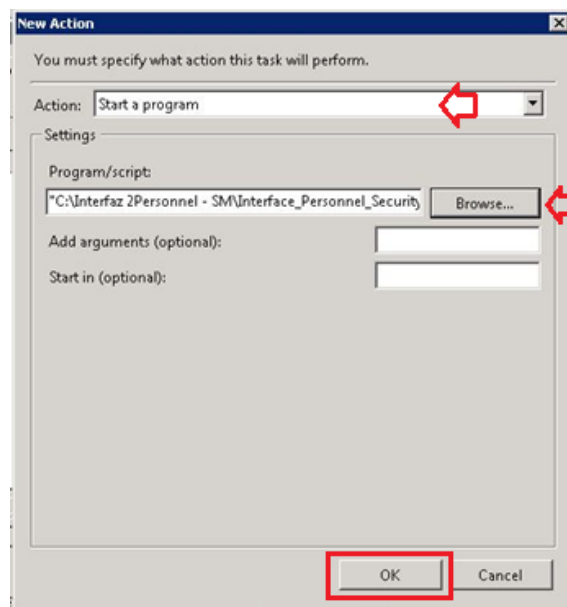 New Action
You must specify what action this task will perform.
Action: Start a program
Settings
Program/script:
"C:\Interfaz 2Personnel - SM\Interface_Personnel_Security Browse...
Add arguments (optional):
Start in (optional):
OK Cancel